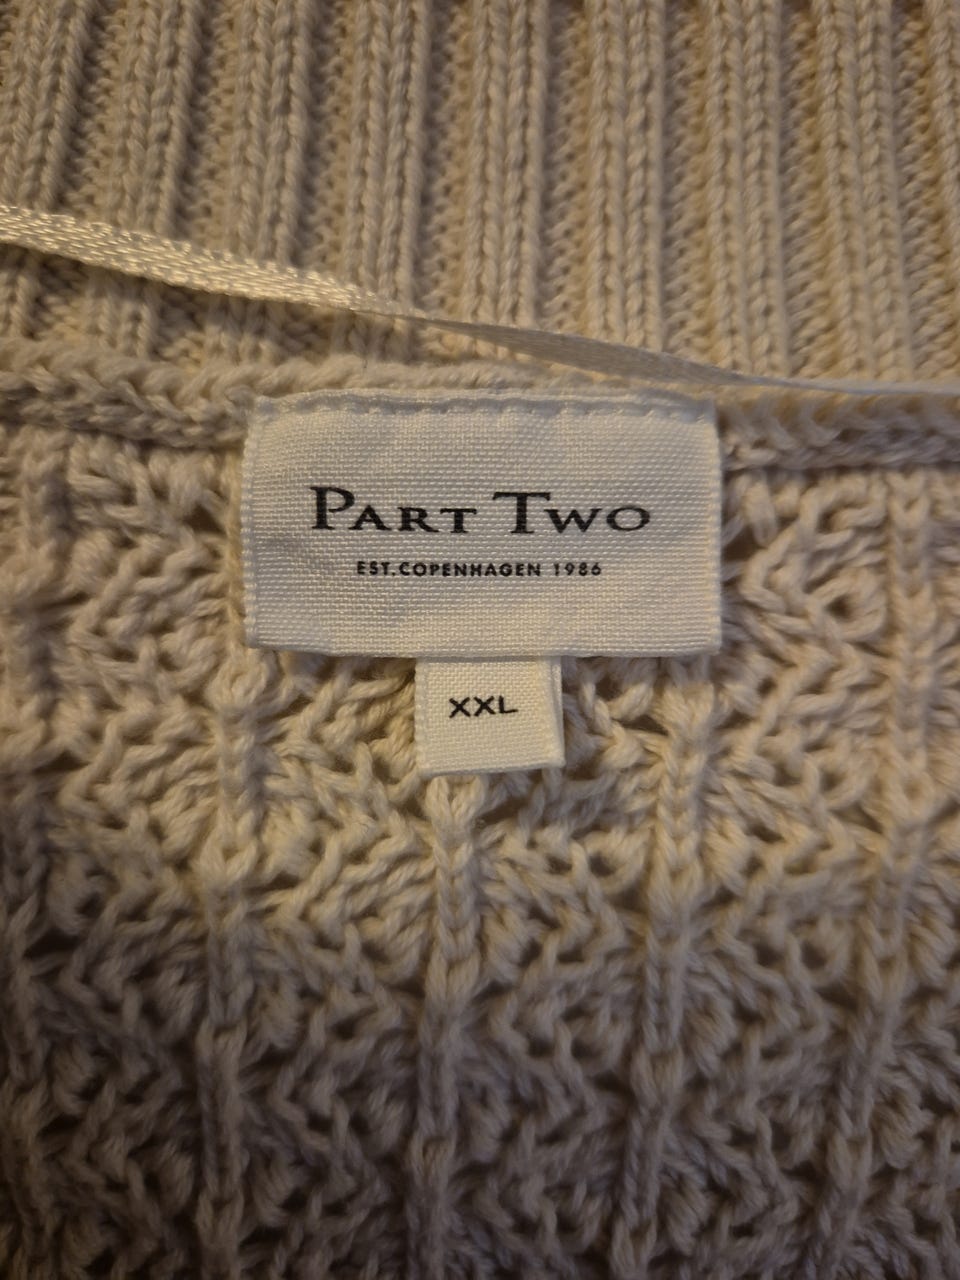 PART TWO
EST. COPENHAGEN 1986
XXL